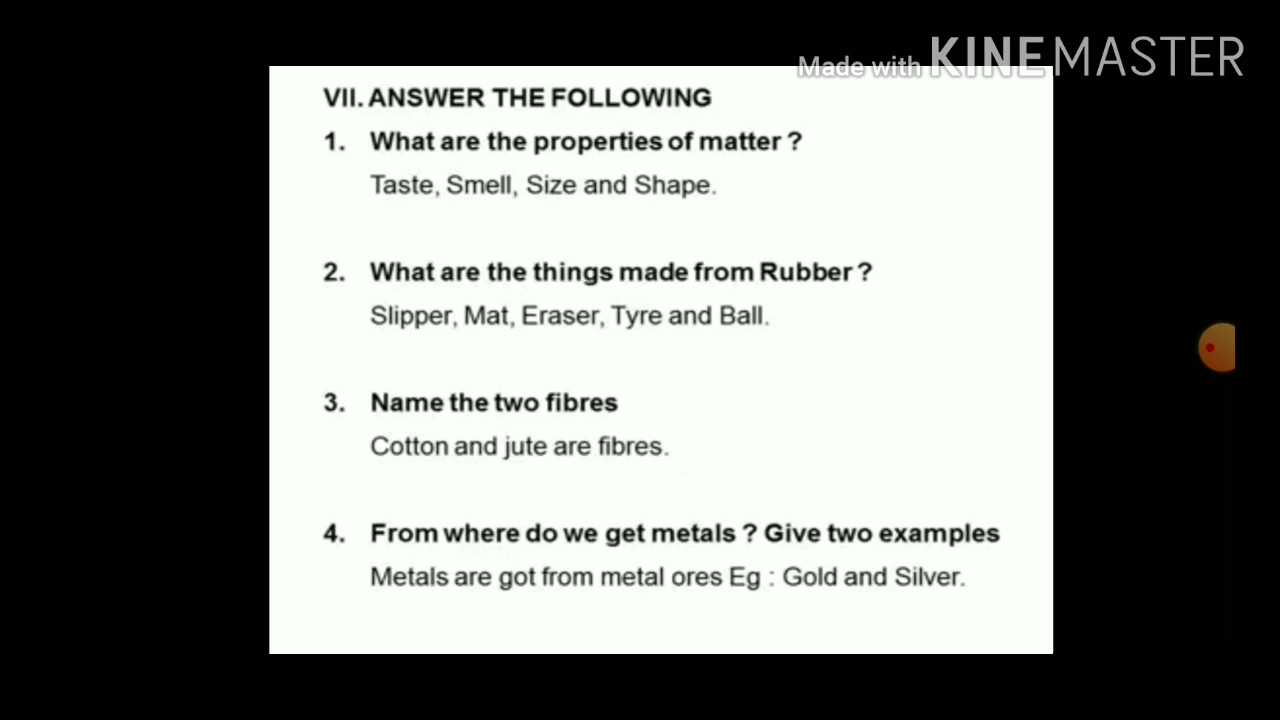 Made with KINEMASTER
VII. ANSWER THE FOLLOWING
1. What are the properties of matter ?
Taste, Smell, Size and Shape.
2. What are the things made from Rubber ?
Slipper, Mat, Eraser, Tyre and Ball.
3. Name the two fibres
Cotton and jute are fibres.
4. From where do we get metals ? Give two examples
Metals are got from metal ores Eg : Gold and Silver.